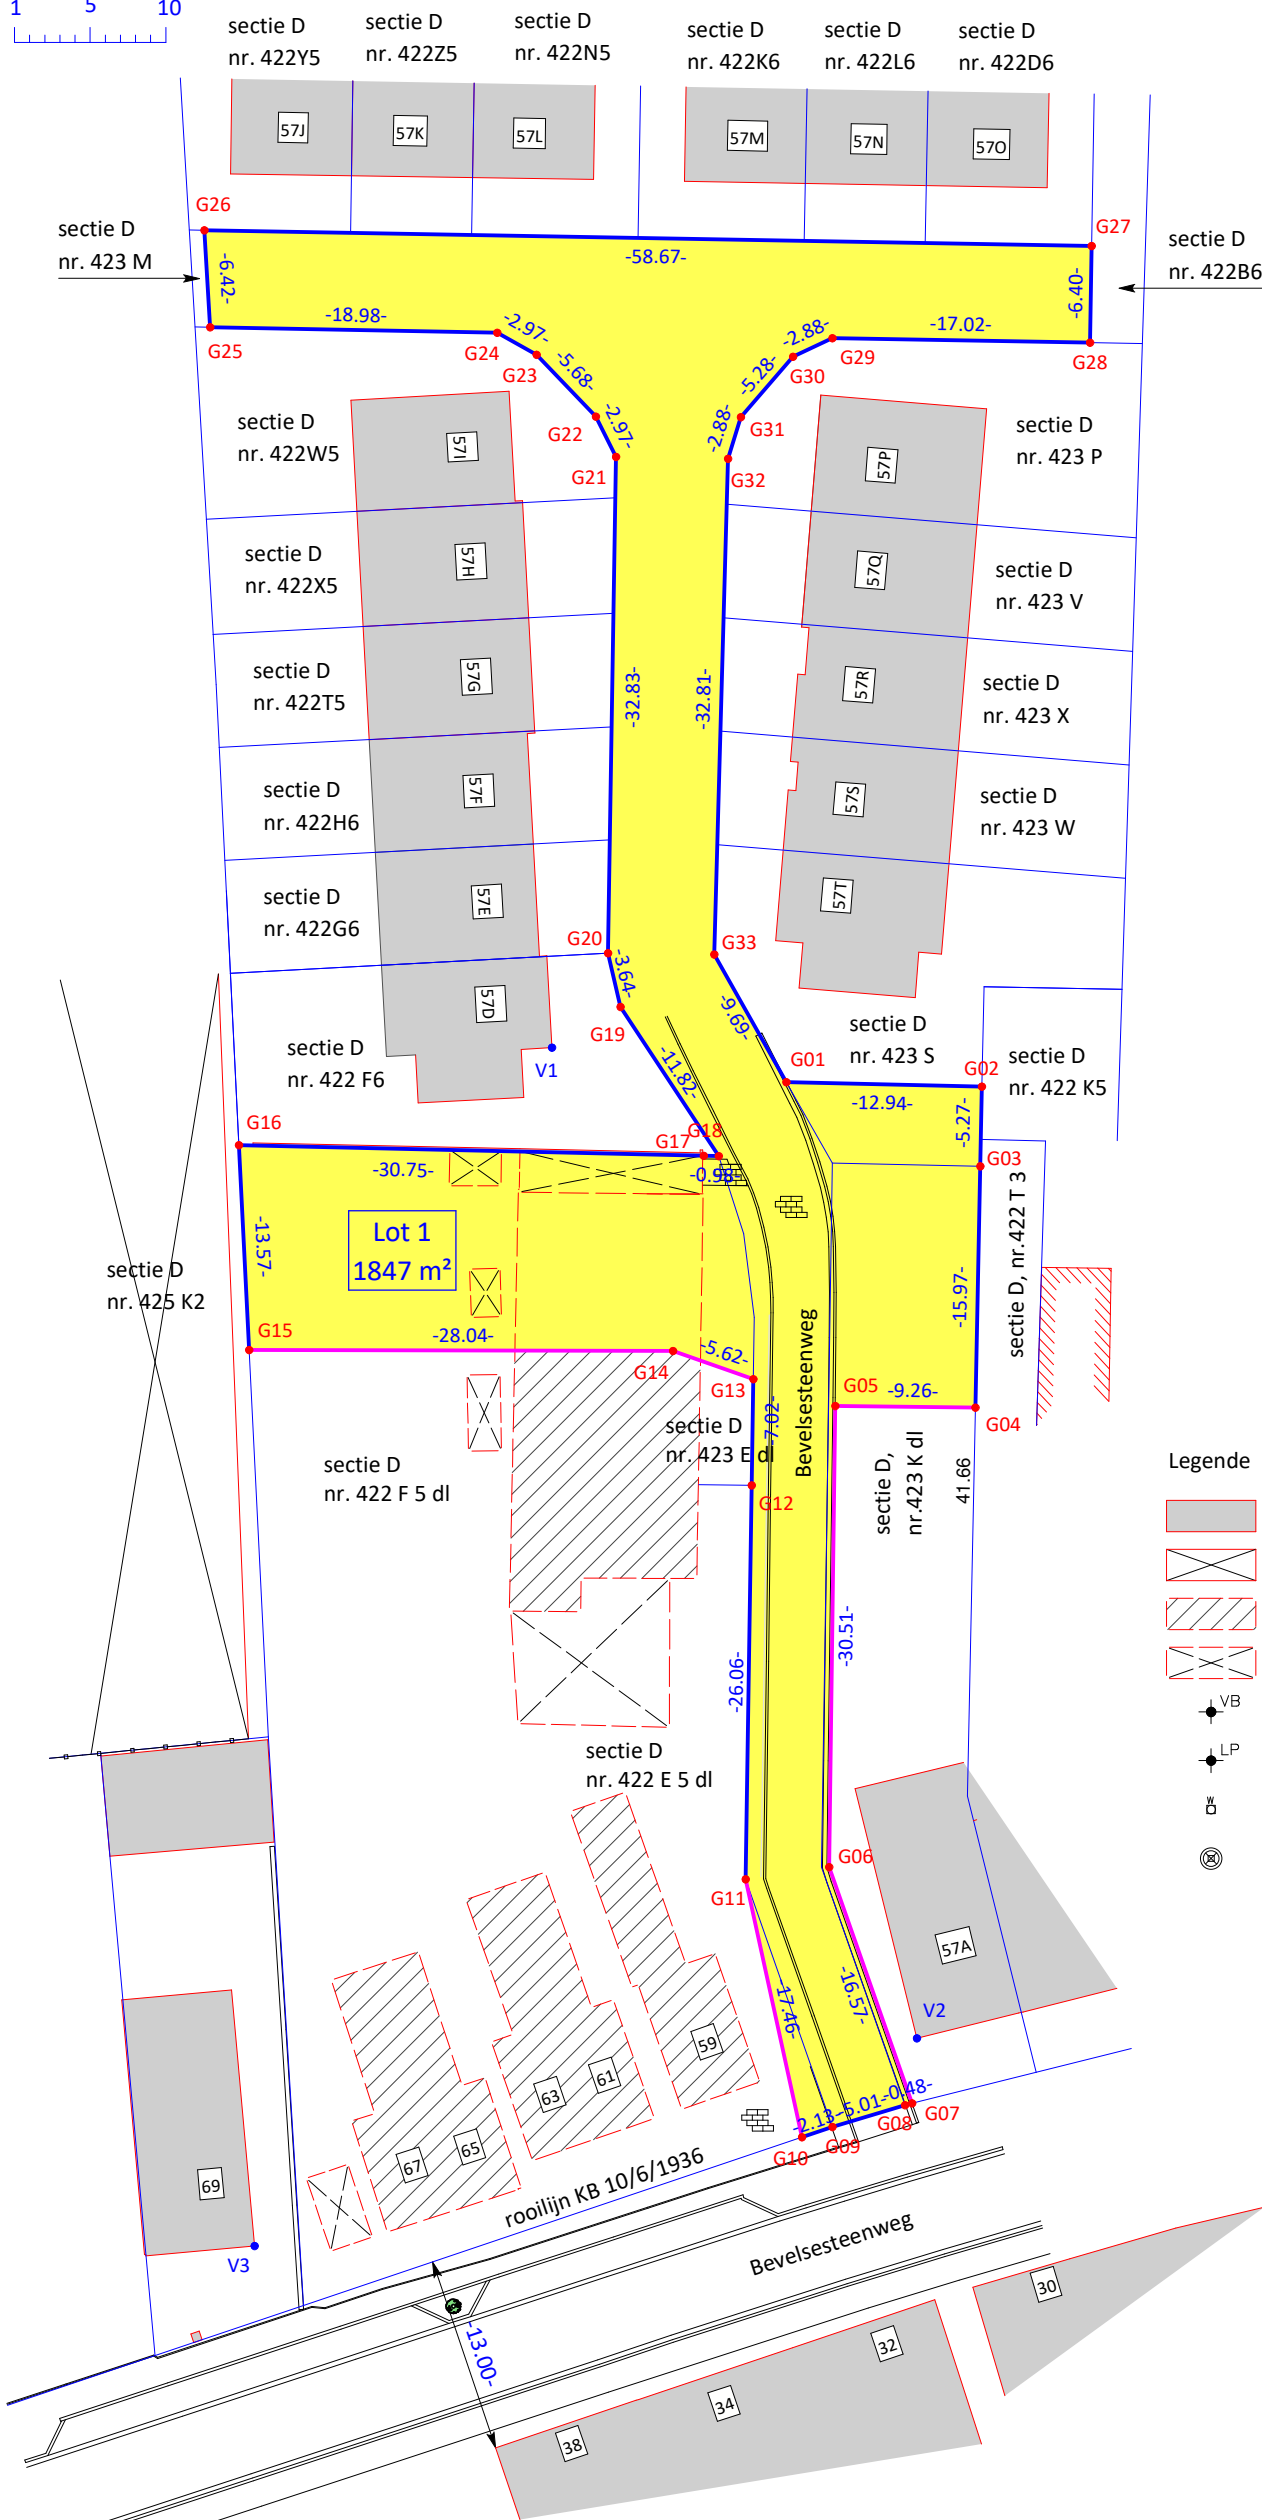 1 5 10
sectie D
nr. 422Y5
sectie D
nr. 422Z5
sectie D
nr. 422N5
sectie D
nr. 422K6
sectie D
nr. 422L6
sectie D
nr. 422D6
57J
57K
57L
57M
57N
57O
G26
G27
sectie D
nr. 423 M
sectie D
nr. 422B6
-58.67-
-6.42-
-6.40-
-18.98-
-2.97-
-2.88-
-17.02-
G25
G24
G29
G28
G23
G30
-5.68-
-5.28-
-2.97-
-2.88-
G22
G31
G21
G32
sectie D
nr. 422W5
57I
57P
sectie D
nr. 423 P
sectie D
nr. 422X5
57H
57Q
sectie D
nr. 423 V
sectie D
nr. 422T5
57G
-32.83-
-32.81-
57R
sectie D
nr. 423 X
sectie D
nr. 422H6
57F
57S
sectie D
nr. 423 W
sectie D
nr. 422G6
57E
57T
G20
G33
-3.64-
-9.69-
57D
G19
V1
sectie D
nr. 422 F6
-11.82-
sectie D
nr. 423 S
G01
G02
sectie D
nr. 422 K5
-12.94-
-5.27-
G16
G17
G18
G03
-30.75-
-0.98-
Lot 1
1847 m²
-13.57-
sectie D
nr. 425 K2
sectie D, nr.422 T 3
-15.97-
Bevelsesteenweg
G15
-28.04-
-5.62-
G14
G13
G05
-9.26-
G04
sectie D
nr. 423 E dl
-7.02-
sectie D
nr. 422 F 5 dl
G12
sectie D,
nr.423 K dl
41.66
Legende
-26.06-
-30.51-
VB
LP
W
sectie D
nr. 422 E 5 dl
G11
G06
57A
-17.46-
-16.57-
V2
59
61
63
65
67
69
-2.13-
-5.01-
-0.48-
G07
G08
G09
G10
V3
rooilijn KB 10/6/1936
Bevelsesteenweg
-13.00-
30
32
34
38